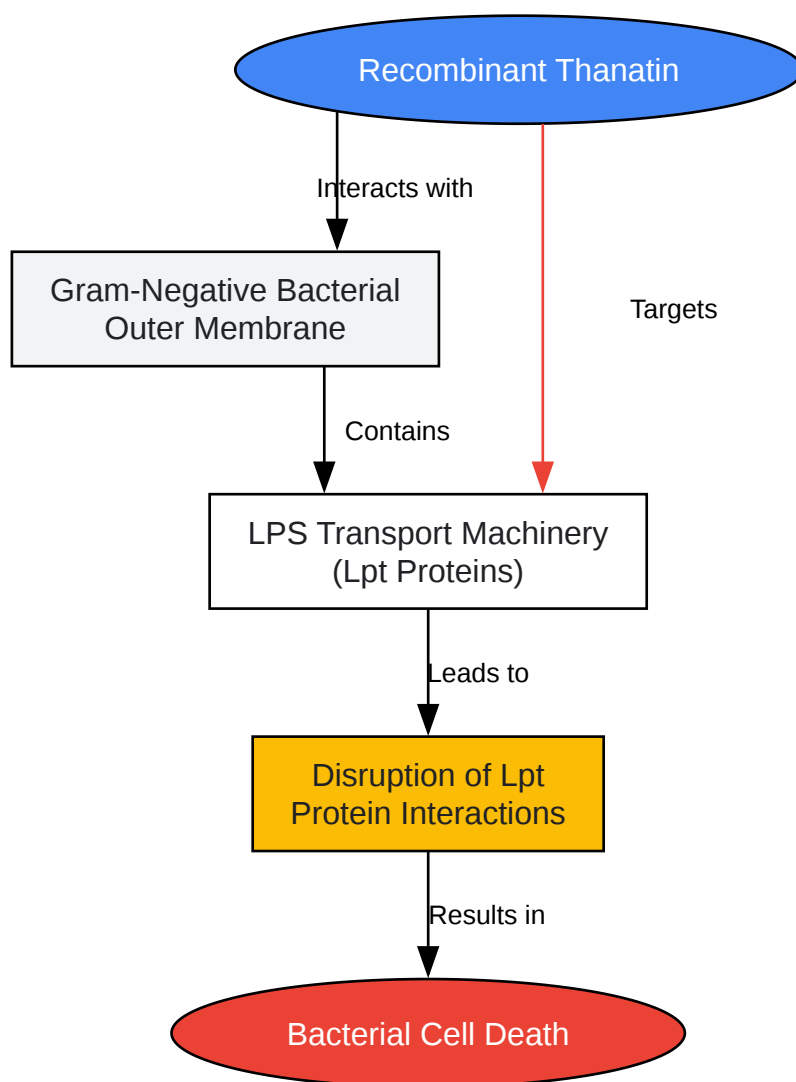 Recombinant Thanatin
Interacts with
Gram-Negative Bacterial
Outer Membrane
Targets
Contains
LPS Transport Machinery
(Lpt Proteins)
Leads to
Disruption of Lpt
Protein Interactions
Results in
Bacterial Cell Death